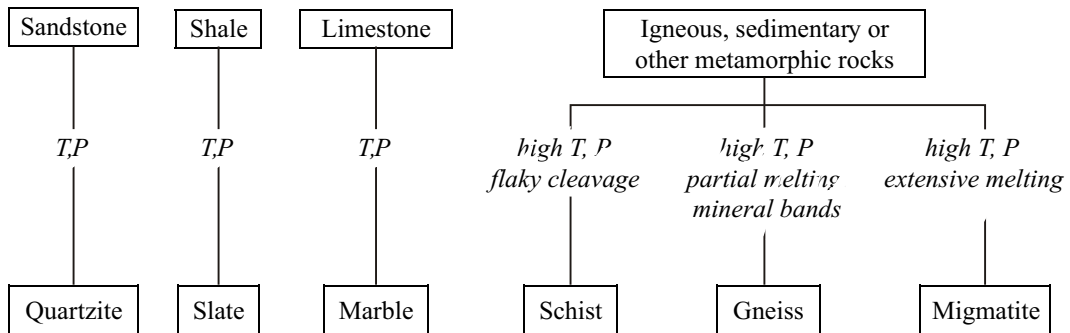 Sandstone
Shale
Limestone
Igneous, sedimentary or
other metamorphic rocks
T,P
T,P
T,P
high T, P
flaky cleavage
high T, P
partial melting
mineral bands
high T, P
extensive melting
Quartzite
Slate
Marble
Schist
Gneiss
Migmatite